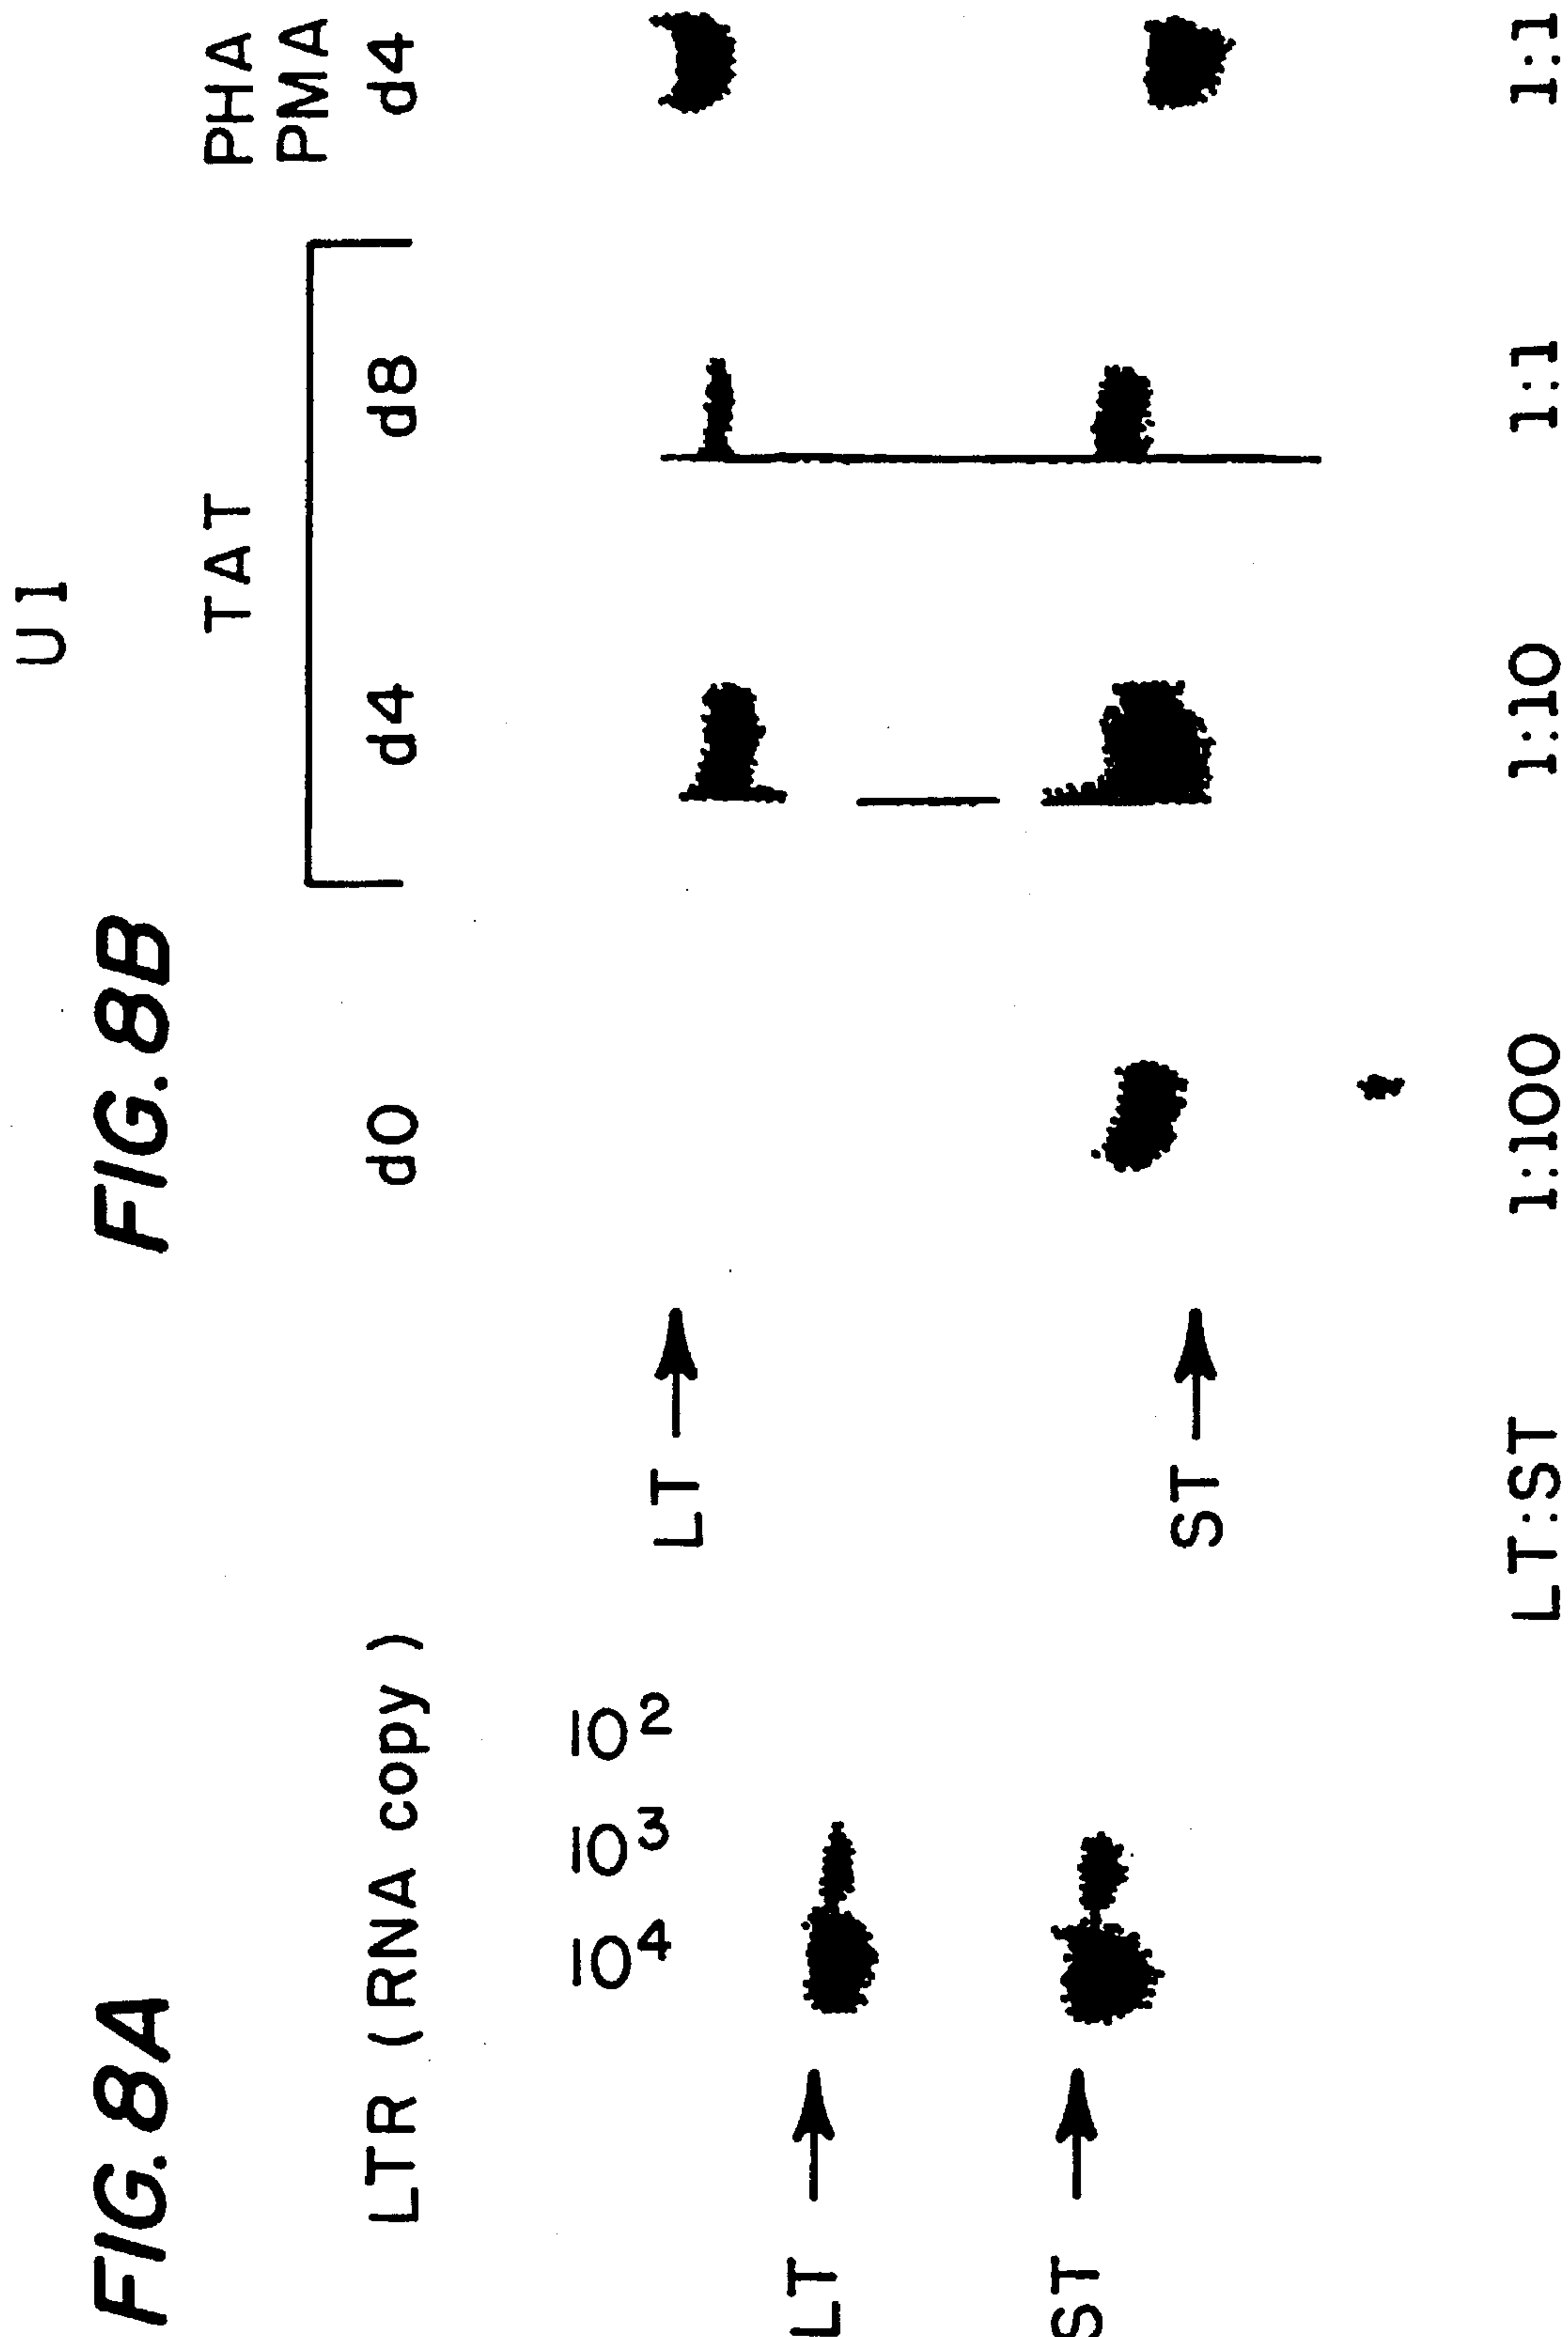 FIG. 8A
LTR (RNA copy)
10⁴ 10³ 10²
LT
ST
FIG. 8B
U1
TAT
PHA
PMA
d0 d4 d8 d4
LT
ST
LT:ST 1:100 1:10 1:1 1:1